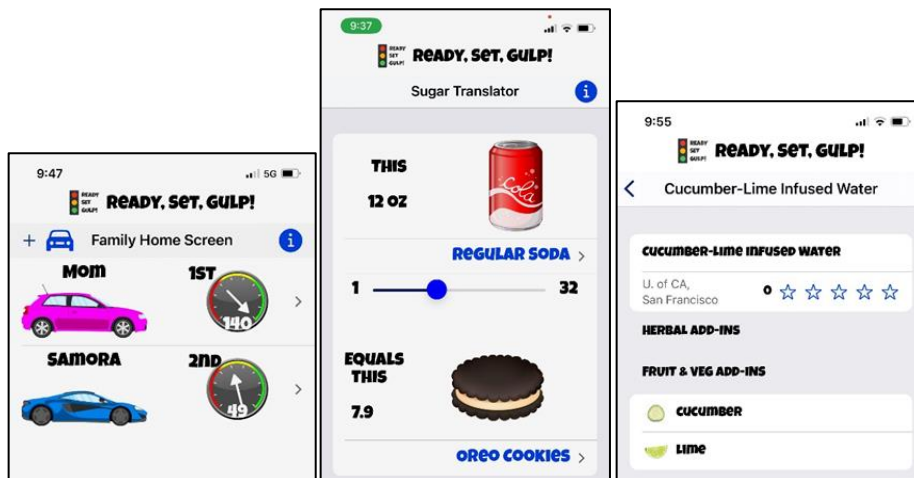 9:47
5G
READY
SET
GULP!
READY, SET, GULP!
+
Family Home Screen
i
Mom
1ST
140
>
SAMORA
2ND
49
>
9:37
READY
SET
GULP!
READY, SET, GULP!
Sugar Translator
i
THIS
12 OZ
Cola
REGULAR SODA >
1
32
EQUALS
THIS
7.9
OREO COOKIES >
9:55
READY
SET
GULP!
READY, SET, GULP!
< Cucumber-Lime Infused Water
CUCUMBER-LIME INFUSED WATER
U. of CA,
San Francisco
0
HERBAL ADD-INS
FRUIT & VEG ADD-INS
CUCUMBER
LIME